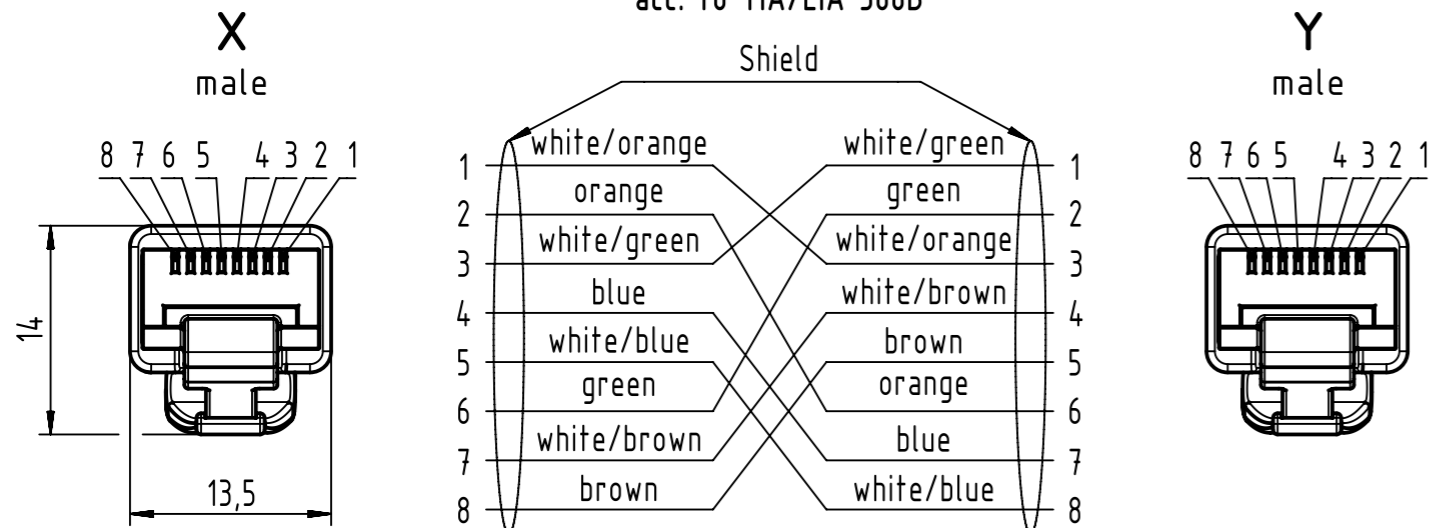 acc. to TIA/EIA 568B
X
male
Y
male
Shield
8 7 6 5 4 3 2 1
8 7 6 5 4 3 2 1
1 white/orange white/green 1
2 orange green 2
3 white/green white/orange 3
4 blue white/brown 4
5 white/blue brown 5
6 green orange 6
7 white/brown blue 7
8 brown white/blue 8
14
13,5